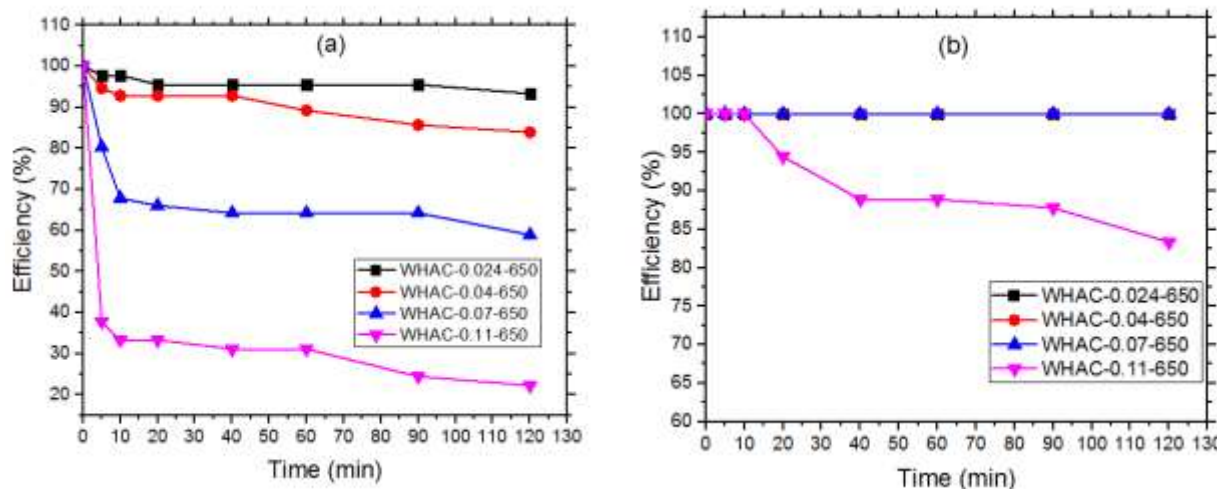 (a)
Efficiency (%)
110
100
90
80
70
60
50
40
30
20
WHAC-0.024-650
WHAC-0.04-650
WHAC-0.07-650
WHAC-0.11-650
0 10 20 30 40 50 60 70 80 90 100 110 120 130
Time (min)
(b)
Efficiency (%)
110
105
100
95
90
85
80
75
70
65
60
WHAC-0.024-650
WHAC-0.04-650
WHAC-0.07-650
WHAC-0.11-650
0 10 20 30 40 50 60 70 80 90 100 110 120 130
Time (min)